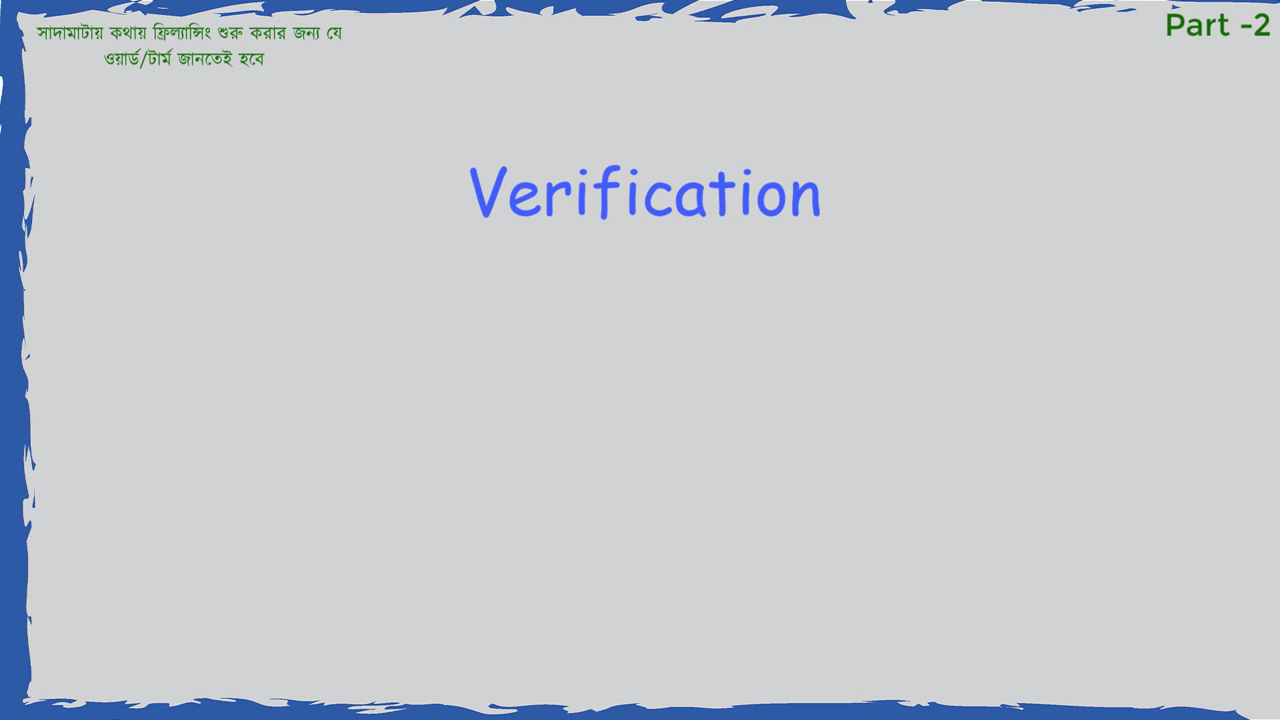 সাদামাটায় কথায় ফ্রিল্যান্সিং শুরু করার জন্য যে
ওয়ার্ড/টার্ম জানতেই হবে
Part -2
Verification